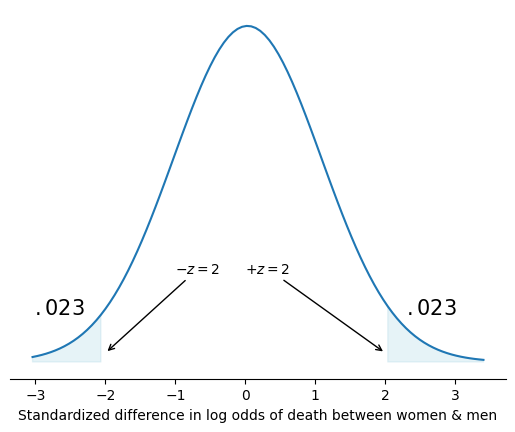 −z = 2 +z = 2
.023 .023
−3 −2 −1 0 1 2 3
Standardized difference in log odds of death between women & men